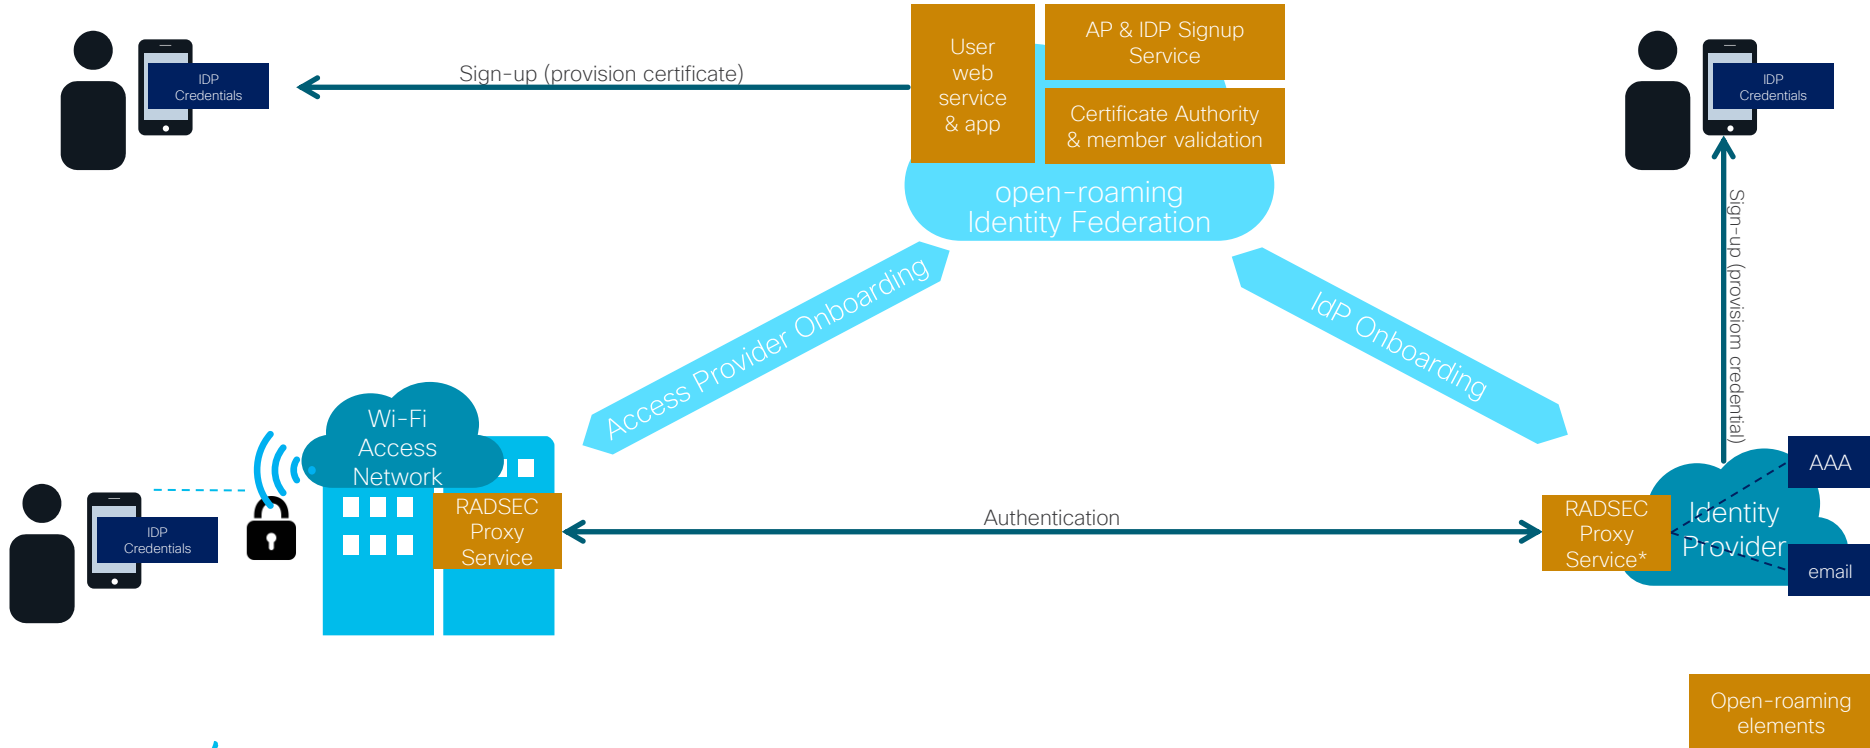 IDP
Credentials
Sign-up (provision certificate)
User
web
service
& app
AP & IDP Signup
Service
Certificate Authority
& member validation
open-roaming
Identity Federation
IDP
Credentials
Sign-up (provisiom credential)
Access Provider Onboarding
IdP Onboarding
Wi-Fi
Access
Network
RADSEC
Proxy
Service
IDP
Credentials
Authentication
RADSEC
Proxy
Service*
Identity
Provider
AAA
email
Open-roaming
elements